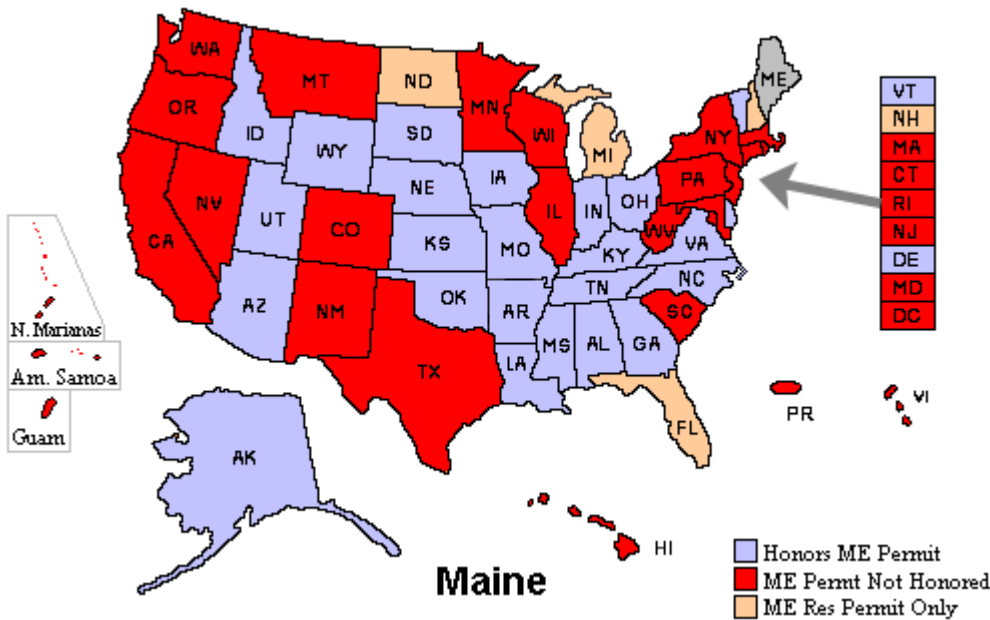 WA
MT
ND
MN
ME
OR
ID
SD
WI
NY
WY
MI
NE
IA
PA
NV
UT
CO
IL
IN
OH
WV
CA
KS
MO
KY
VA
AZ
NM
OK
AR
TN
NC
SC
TX
LA
MS
AL
GA
FL
AK
HI
PR
VI
VT
NH
MA
CT
RI
NJ
DE
MD
DC
N. Marianas
Am. Samoa
Guam
Maine
Honors ME Permit
ME Permt Not Honored
ME Res Permit Only